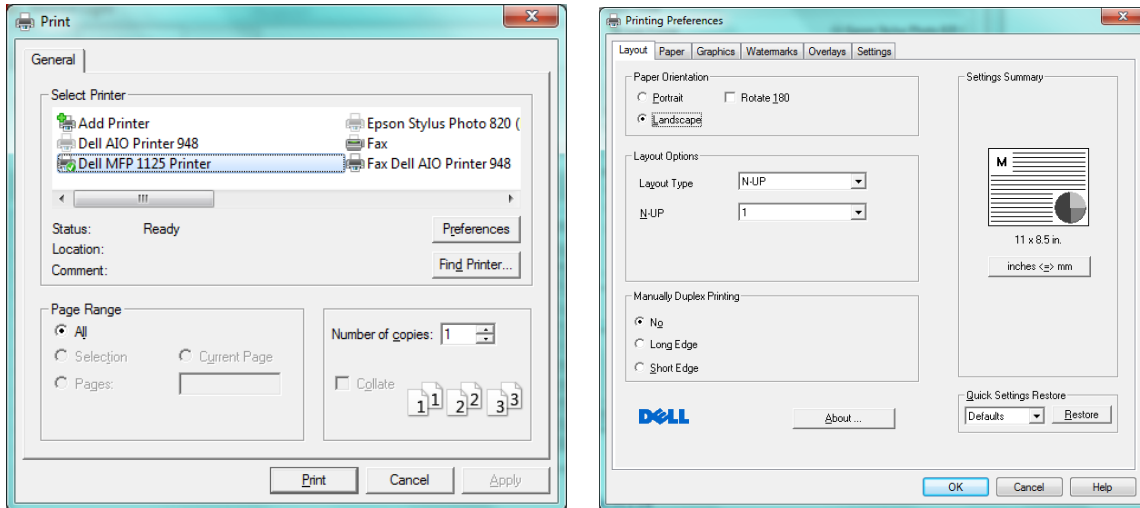 Print
General
Select Printer
Add Printer
Dell AIO Printer 948
Dell MFP 1125 Printer
Epson Stylus Photo 820 (
Fax
Fax Dell AIO Printer 948
Status: Ready
Preferences
Location:
Comment:
Find Printer...
Page Range
All
Selection Current Page
Pages:
Number of copies: 1
Collate
1 1 2 2 3 3
Print Cancel Apply
Printing Preferences
Layout Paper Graphics Watermarks Overlays Settings
Paper Orientation
Portrait Rotate 180
Landscape
Layout Options
Layout Type N-UP
N-UP 1
Manually Duplex Printing
No
Long Edge
Short Edge
DELL
About ...
Settings Summary
M
11 x 8.5 in.
inches <=> mm
Quick Settings Restore
Defaults Restore
OK Cancel Help